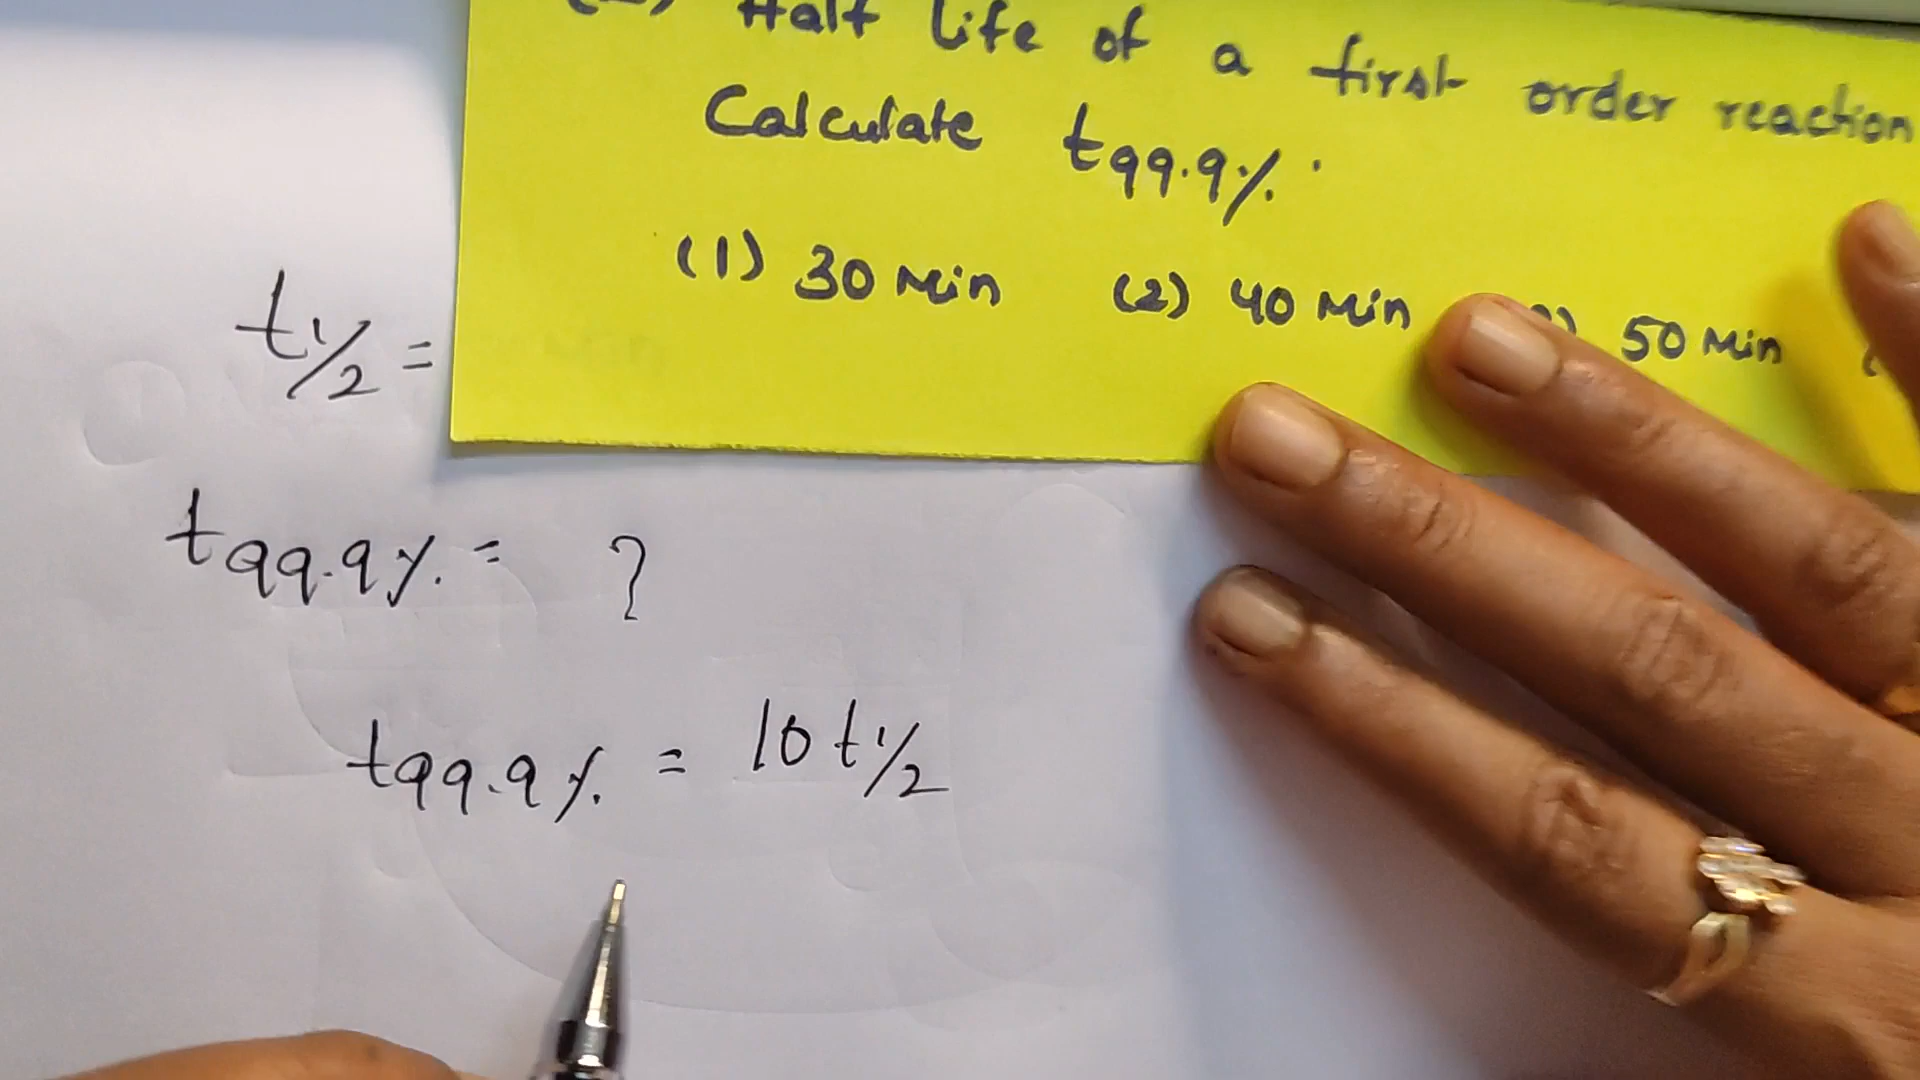 Half life of a first order reaction
Calculate t99.9%.
(1) 30 Min (2) 40 Min 50 Min
t1/2 =
t99.9% = ?
t99.9% = 10 t1/2